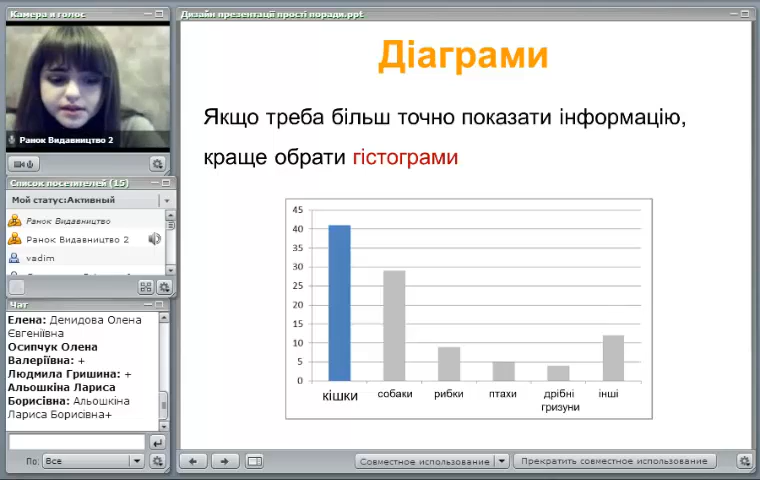 Камера и голос
Ранок Видавництво 2
Список посетителей (15)
Мой статус:Активный
Ранок Видавництво
Ранок Видавництво 2
vadim
Чат
Елена: Демидова Олена
Євгеніївна
Осипчук Олена
Валеріївна: +
Людмила Гришина: +
Альошкіна Лариса
Борисівна: Альошкіна
Лариса Борисівна+
По: Все
Дизайн презентації прості поради.ppt
Діаграми
Якщо треба більш точно показати інформацію,
краще обрати гістограми
45
40
35
30
25
20
15
10
5
0
кішки собаки рибки птахи дрібні інші
гризуни
Совместное использование
Прекратить совместное использование